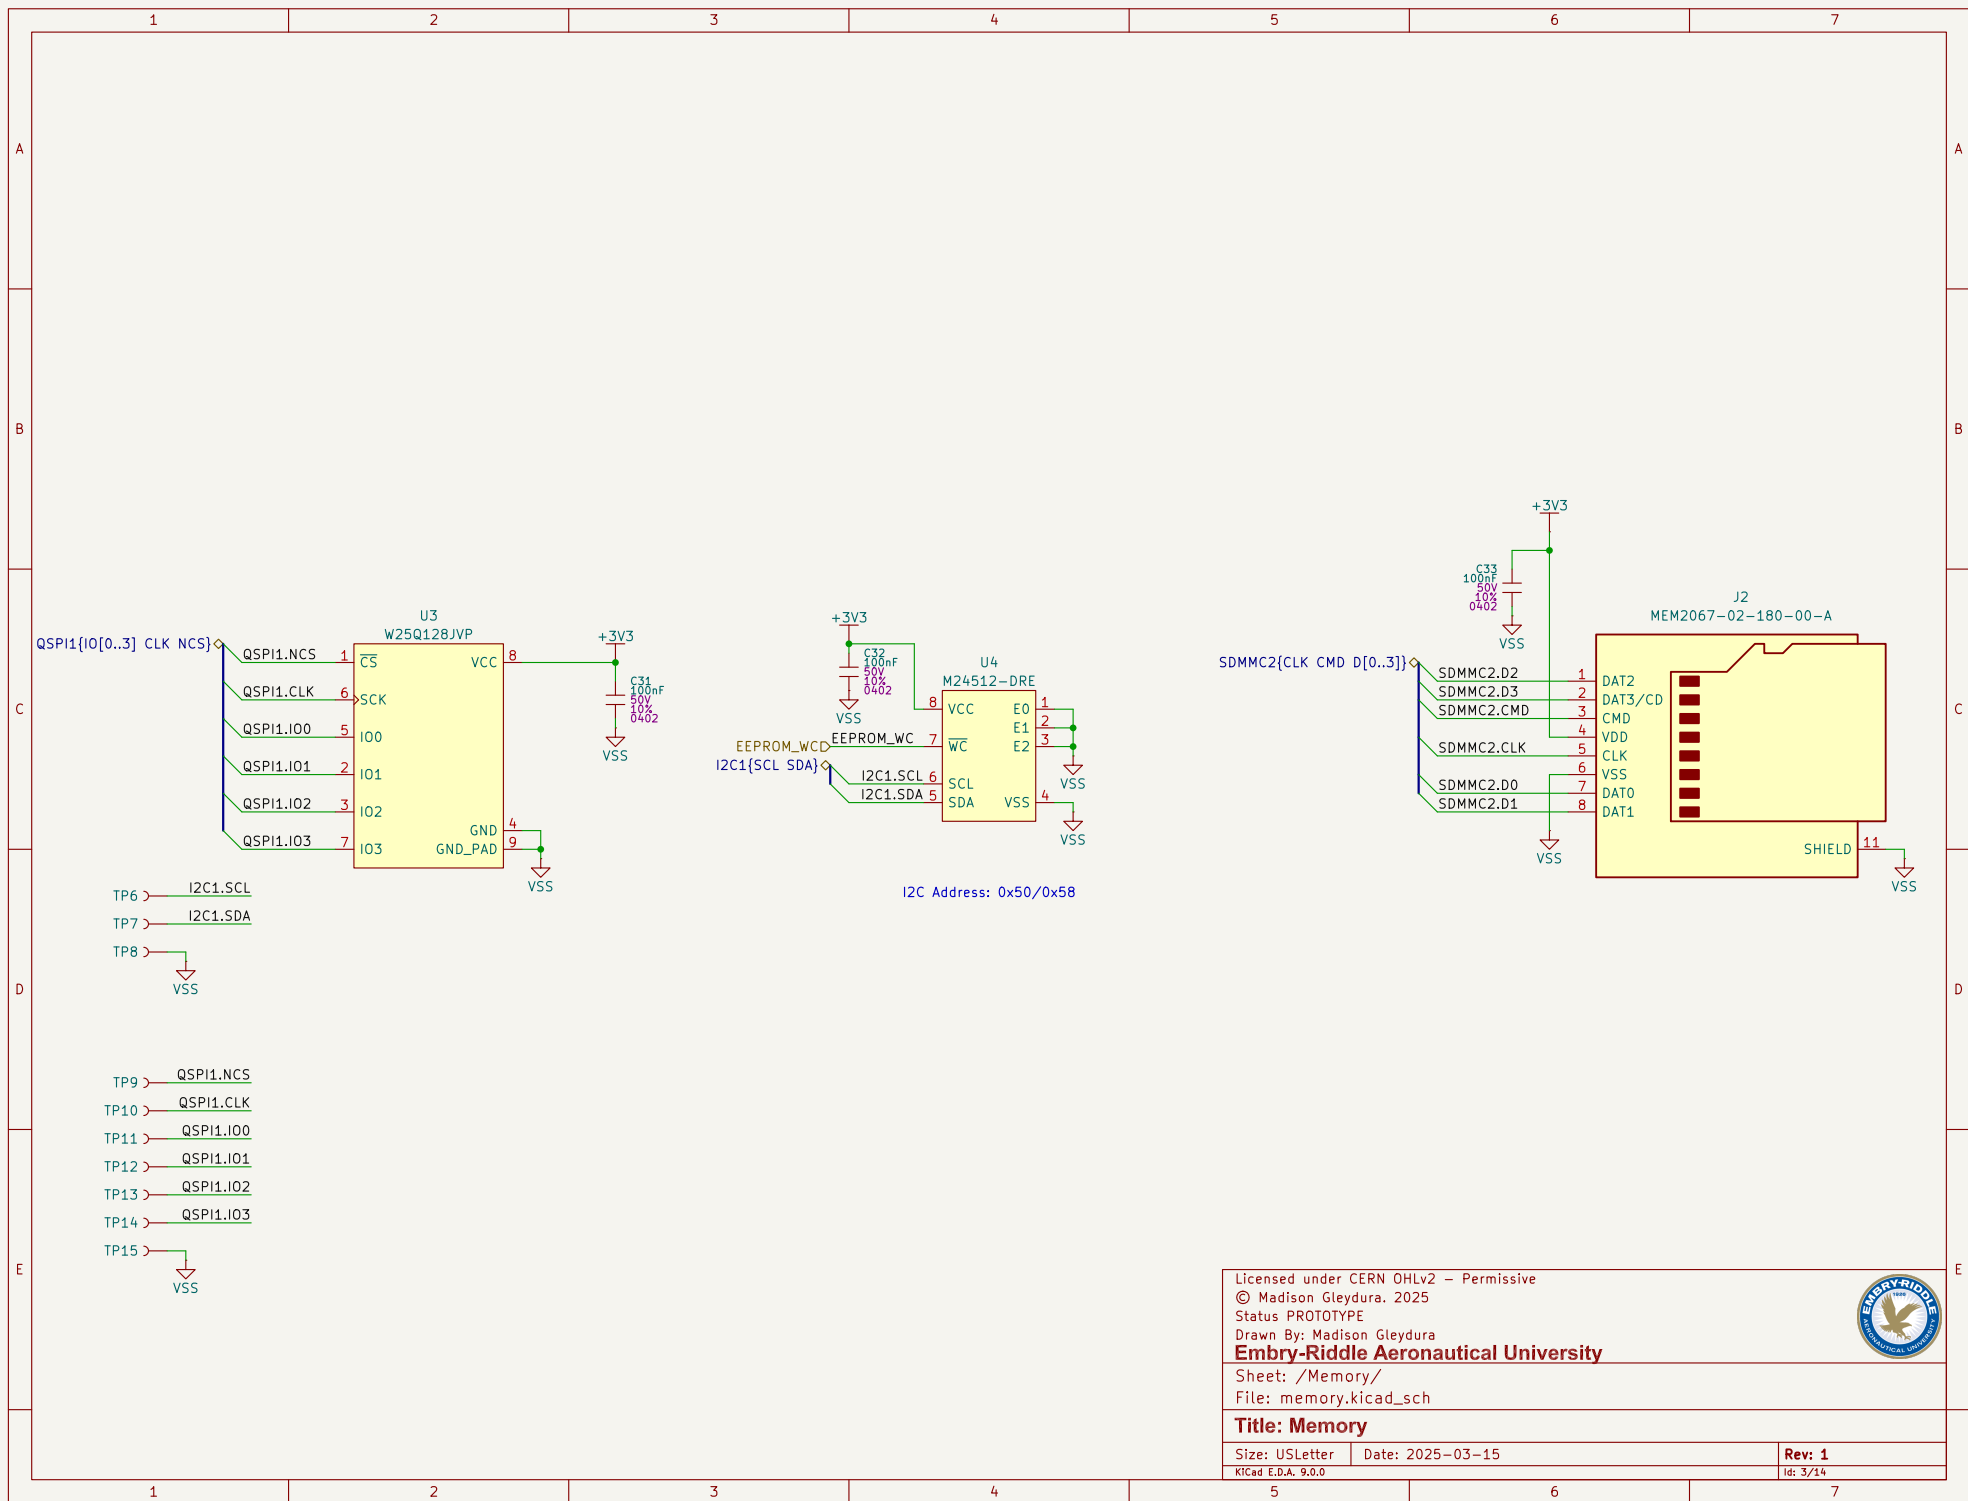 1 2 3 4 5 6 7
A A
B B
C C
D D
E E
1 2 3 4 5 6 7
U3
W25Q128JVP
QSPI1{IO[0..3] CLK NCS}
QSPI1.NCS 1 CS
QSPI1.CLK 6 SCK
QSPI1.IO0 5 IO0
QSPI1.IO1 2 IO1
QSPI1.IO2 3 IO2
QSPI1.IO3 7 IO3
VCC 8
GND 4
GND_PAD 9
VSS
+3V3
C31
100nF
50V
10%
0402
VSS
+3V3
C32
100nF
50V
10%
0402
VSS
U4
M24512-DRE
8 VCC
EEPROM_WC EEPROM_WC 7 WC
I2C1{SCL SDA}
I2C1.SCL 6 SCL
I2C1.SDA 5 SDA
E0 1
E1 2
E2 3
VSS
VSS 4
VSS
I2C Address: 0x50/0x58
+3V3
C33
100nF
50V
10%
0402
VSS
J2
MEM2067-02-180-00-A
SDMMC2{CLK CMD D[0..3]}
SDMMC2.D2 1 DAT2
SDMMC2.D3 2 DAT3/CD
SDMMC2.CMD 3 CMD
4 VDD
SDMMC2.CLK 5 CLK
6 VSS
SDMMC2.D0 7 DAT0
SDMMC2.D1 8 DAT1
VSS
SHIELD 11
VSS
TP6 I2C1.SCL
TP7 I2C1.SDA
TP8
VSS
TP9 QSPI1.NCS
TP10 QSPI1.CLK
TP11 QSPI1.IO0
TP12 QSPI1.IO1
TP13 QSPI1.IO2
TP14 QSPI1.IO3
TP15
VSS
Licensed under CERN OHLv2 – Permissive
© Madison Gleydura. 2025
Status PROTOTYPE
Drawn By: Madison Gleydura
Embry-Riddle Aeronautical University
EMBRY-RIDDLE
1926
AERONAUTICAL UNIVERSITY
Sheet: /Memory/
File: memory.kicad_sch
Title: Memory
Size: USLetter Date: 2025-03-15 Rev: 1
KiCad E.D.A. 9.0.0 Id: 3/14